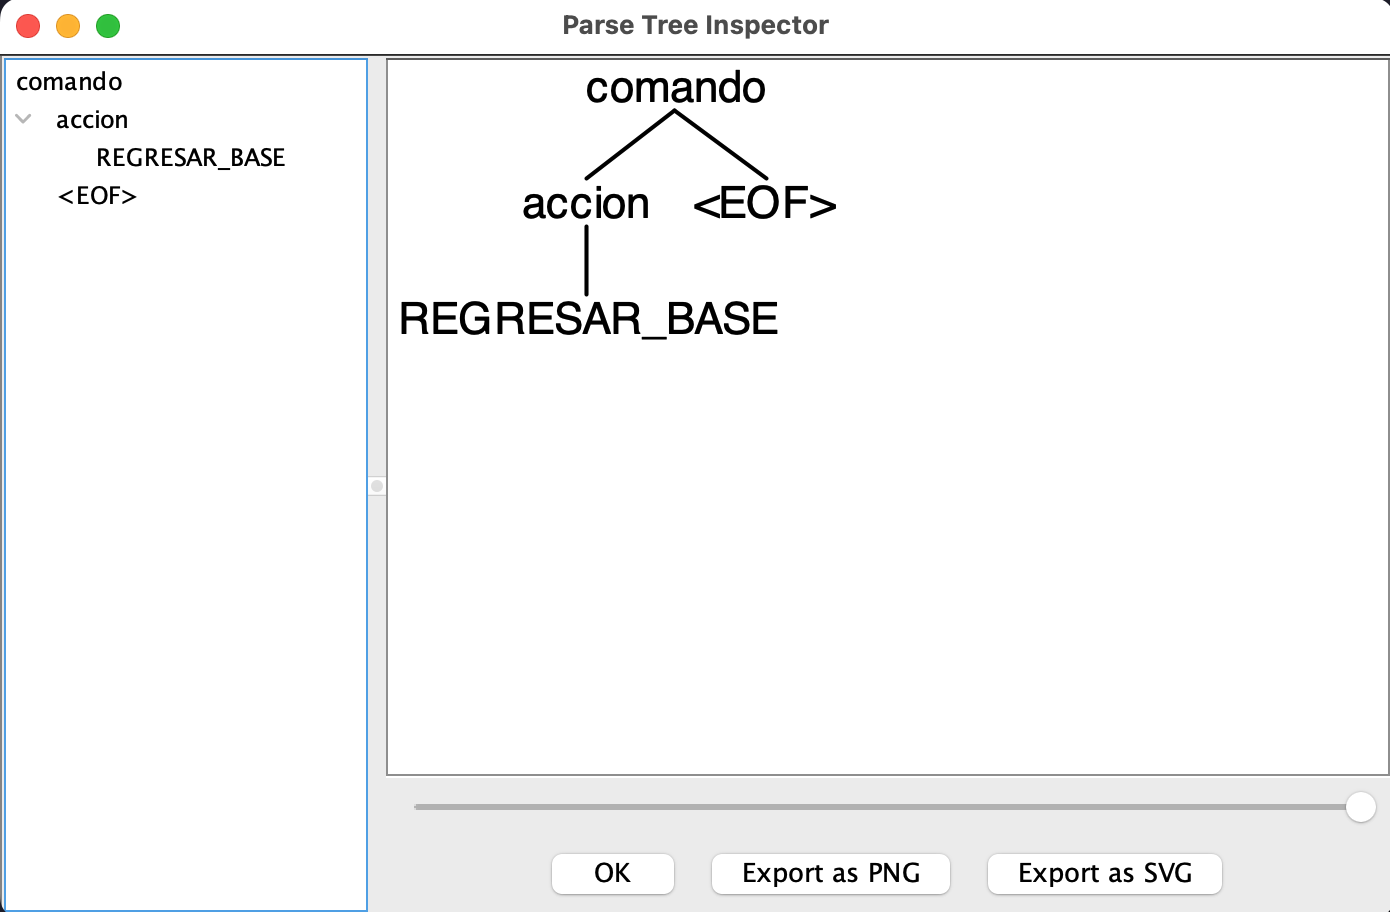 Parse Tree Inspector
comando
accion
REGRESAR_BASE
<EOF>
comando
accion <EOF>
REGRESAR_BASE
OK Export as PNG Export as SVG